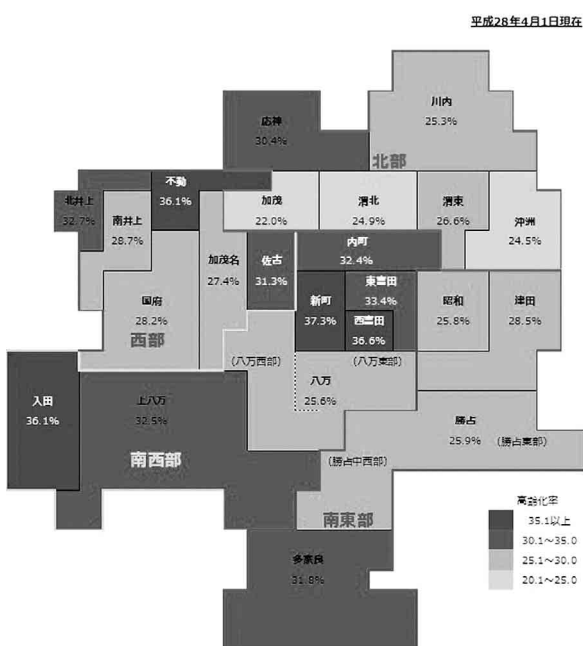 平成28年4月1日現在
川内
25.3%
応神
30.4%
北部
不動
36.1%
北井上
32.7%
南井上
28.7%
加茂
22.0%
渭北
24.9%
渭東
26.6%
沖洲
24.5%
加茂名
27.4%
佐古
31.3%
内町
32.4%
国府
28.2%
西部
新町
37.3%
東富田
33.4%
西富田
36.6%
昭和
25.8%
津田
28.5%
(八万西部)
(八万東部)
八万
25.6%
入田
36.1%
上八万
32.5%
南西部
勝占
25.9%
(勝占東部)
(勝占中西部)
南東部
多家良
31.8%
高齢化率
35.1以上
30.1~35.0
25.1~30.0
20.1~25.0